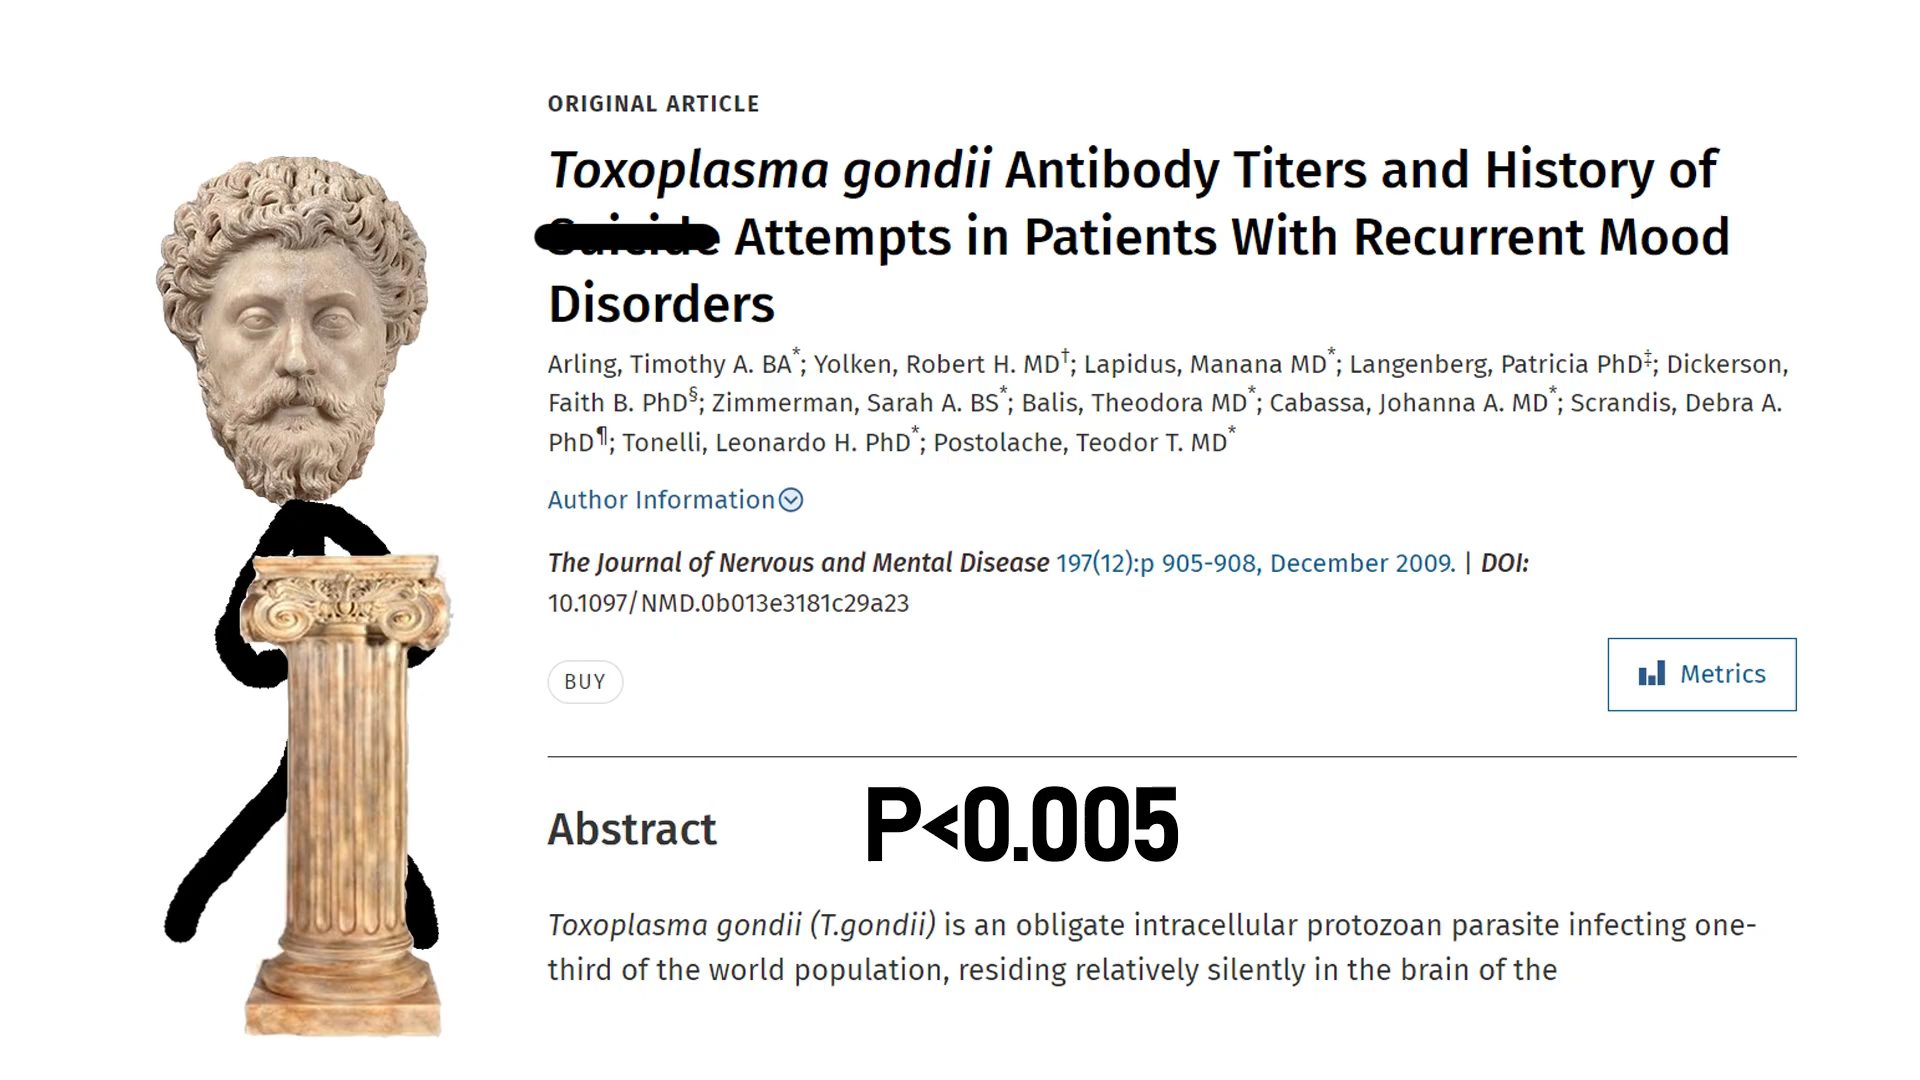 ORIGINAL ARTICLE
Toxoplasma gondii Antibody Titers and History of
Suicide Attempts in Patients With Recurrent Mood
Disorders
Arling, Timothy A. BA*; Yolken, Robert H. MD†; Lapidus, Manana MD*; Langenberg, Patricia PhD‡; Dickerson,
Faith B. PhD§; Zimmerman, Sarah A. BS*; Balis, Theodora MD*; Cabassa, Johanna A. MD*; Scrandis, Debra A.
PhD¶; Tonelli, Leonardo H. PhD*; Postolache, Teodor T. MD*
Author Information
The Journal of Nervous and Mental Disease 197(12):p 905-908, December 2009. | DOI:
10.1097/NMD.0b013e3181c29a23
BUY
Metrics
Abstract
P<0.005
Toxoplasma gondii (T.gondii) is an obligate intracellular protozoan parasite infecting one-
third of the world population, residing relatively silently in the brain of the